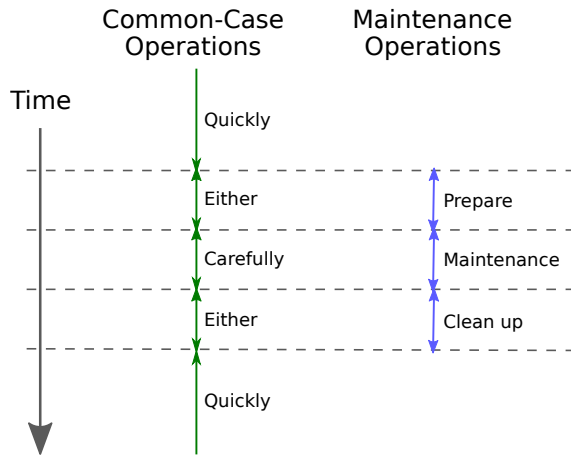 Common-Case
Operations
Maintenance
Operations
Time
Quickly
Either
Prepare
Carefully
Maintenance
Either
Clean up
Quickly